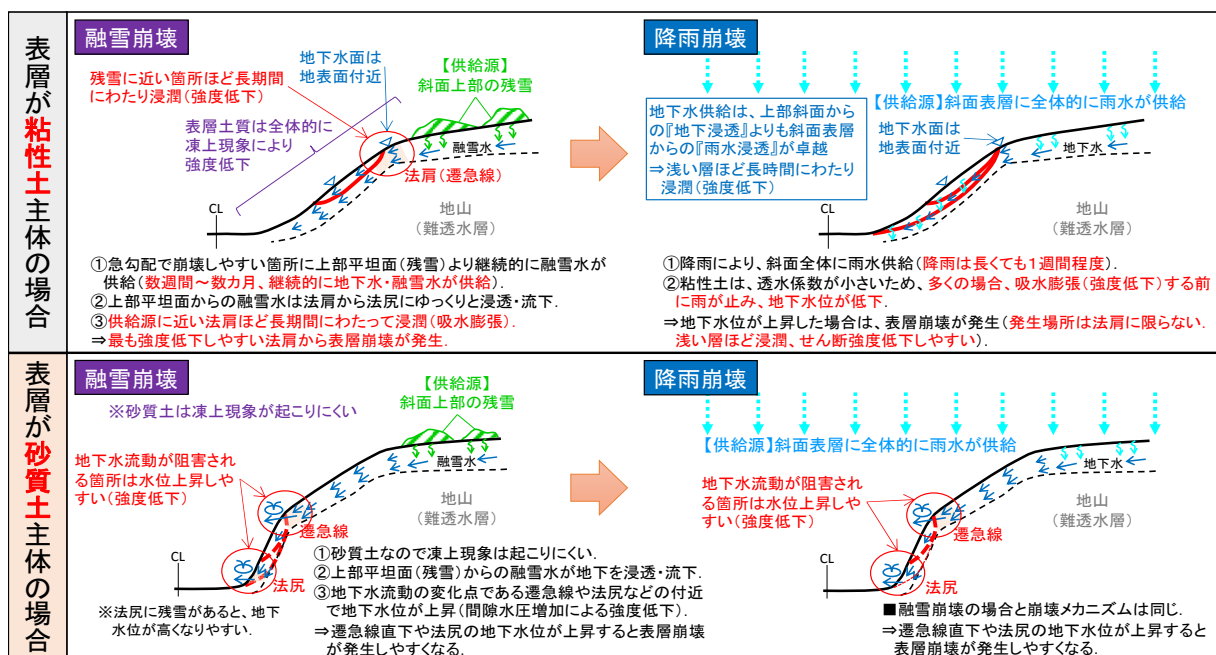 表層が粘性土主体の場合
融雪崩壊
地下水面は
地表面付近
【供給源】
斜面上部の残雪
残雪に近い箇所ほど長期間
にわたり浸潤(強度低下)
表層土質は全体的に
凍上現象により
強度低下
融雪水
法肩(遷急線)
CL
地山
(難透水層)
①急勾配で崩壊しやすい箇所に上部平坦面(残雪)より継続的に融雪水が
供給(数週間～数カ月、継続的に地下水・融雪水が供給).
②上部平坦面からの融雪水は法肩から法尻にゆっくりと浸透・流下.
③供給源に近い法肩ほど長期間にわたって浸潤(吸水膨張).
⇒最も強度低下しやすい法肩から表層崩壊が発生.
降雨崩壊
【供給源】斜面表層に全体的に雨水が供給
地下水供給は、上部斜面から
の『地下浸透』よりも斜面表層
からの『雨水浸透』が卓越
⇒浅い層ほど長時間にわたり
浸潤(強度低下)
地下水面は
地表面付近
地下水
CL
地山
(難透水層)
①降雨により、斜面全体に雨水供給(降雨は長くても1週間程度).
②粘性土は、透水係数が小さいため、多くの場合、吸水膨張(強度低下)する前
に雨が止み、地下水位が低下.
⇒地下水位が上昇した場合は、表層崩壊が発生(発生場所は法肩に限らない.
浅い層ほど浸潤、せん断強度低下しやすい).
表層が砂質土主体の場合
融雪崩壊
※砂質土は凍上現象が起こりにくい
【供給源】
斜面上部の残雪
地下水流動が阻害され
る箇所は水位上昇しや
すい(強度低下)
融雪水
地山
(難透水層)
遷急線
CL
法尻
※法尻に残雪があると、地下
水位が高くなりやすい.
①砂質土なので凍上現象は起こりにくい.
②上部平坦面(残雪)からの融雪水が地下を浸透・流下.
③地下水流動の変化点である遷急線や法尻などの付近
で地下水位が上昇(間隙水圧増加による強度低下).
⇒遷急線直下や法尻の地下水位が上昇すると表層崩壊
が発生しやすくなる.
降雨崩壊
【供給源】斜面表層に全体的に雨水が供給
地下水流動が阻害され
る箇所は水位上昇しや
すい(強度低下)
地下水
地山
(難透水層)
遷急線
CL
法尻
■融雪崩壊の場合と崩壊メカニズムは同じ.
⇒遷急線直下や法尻の地下水位が上昇すると
表層崩壊が発生しやすくなる.